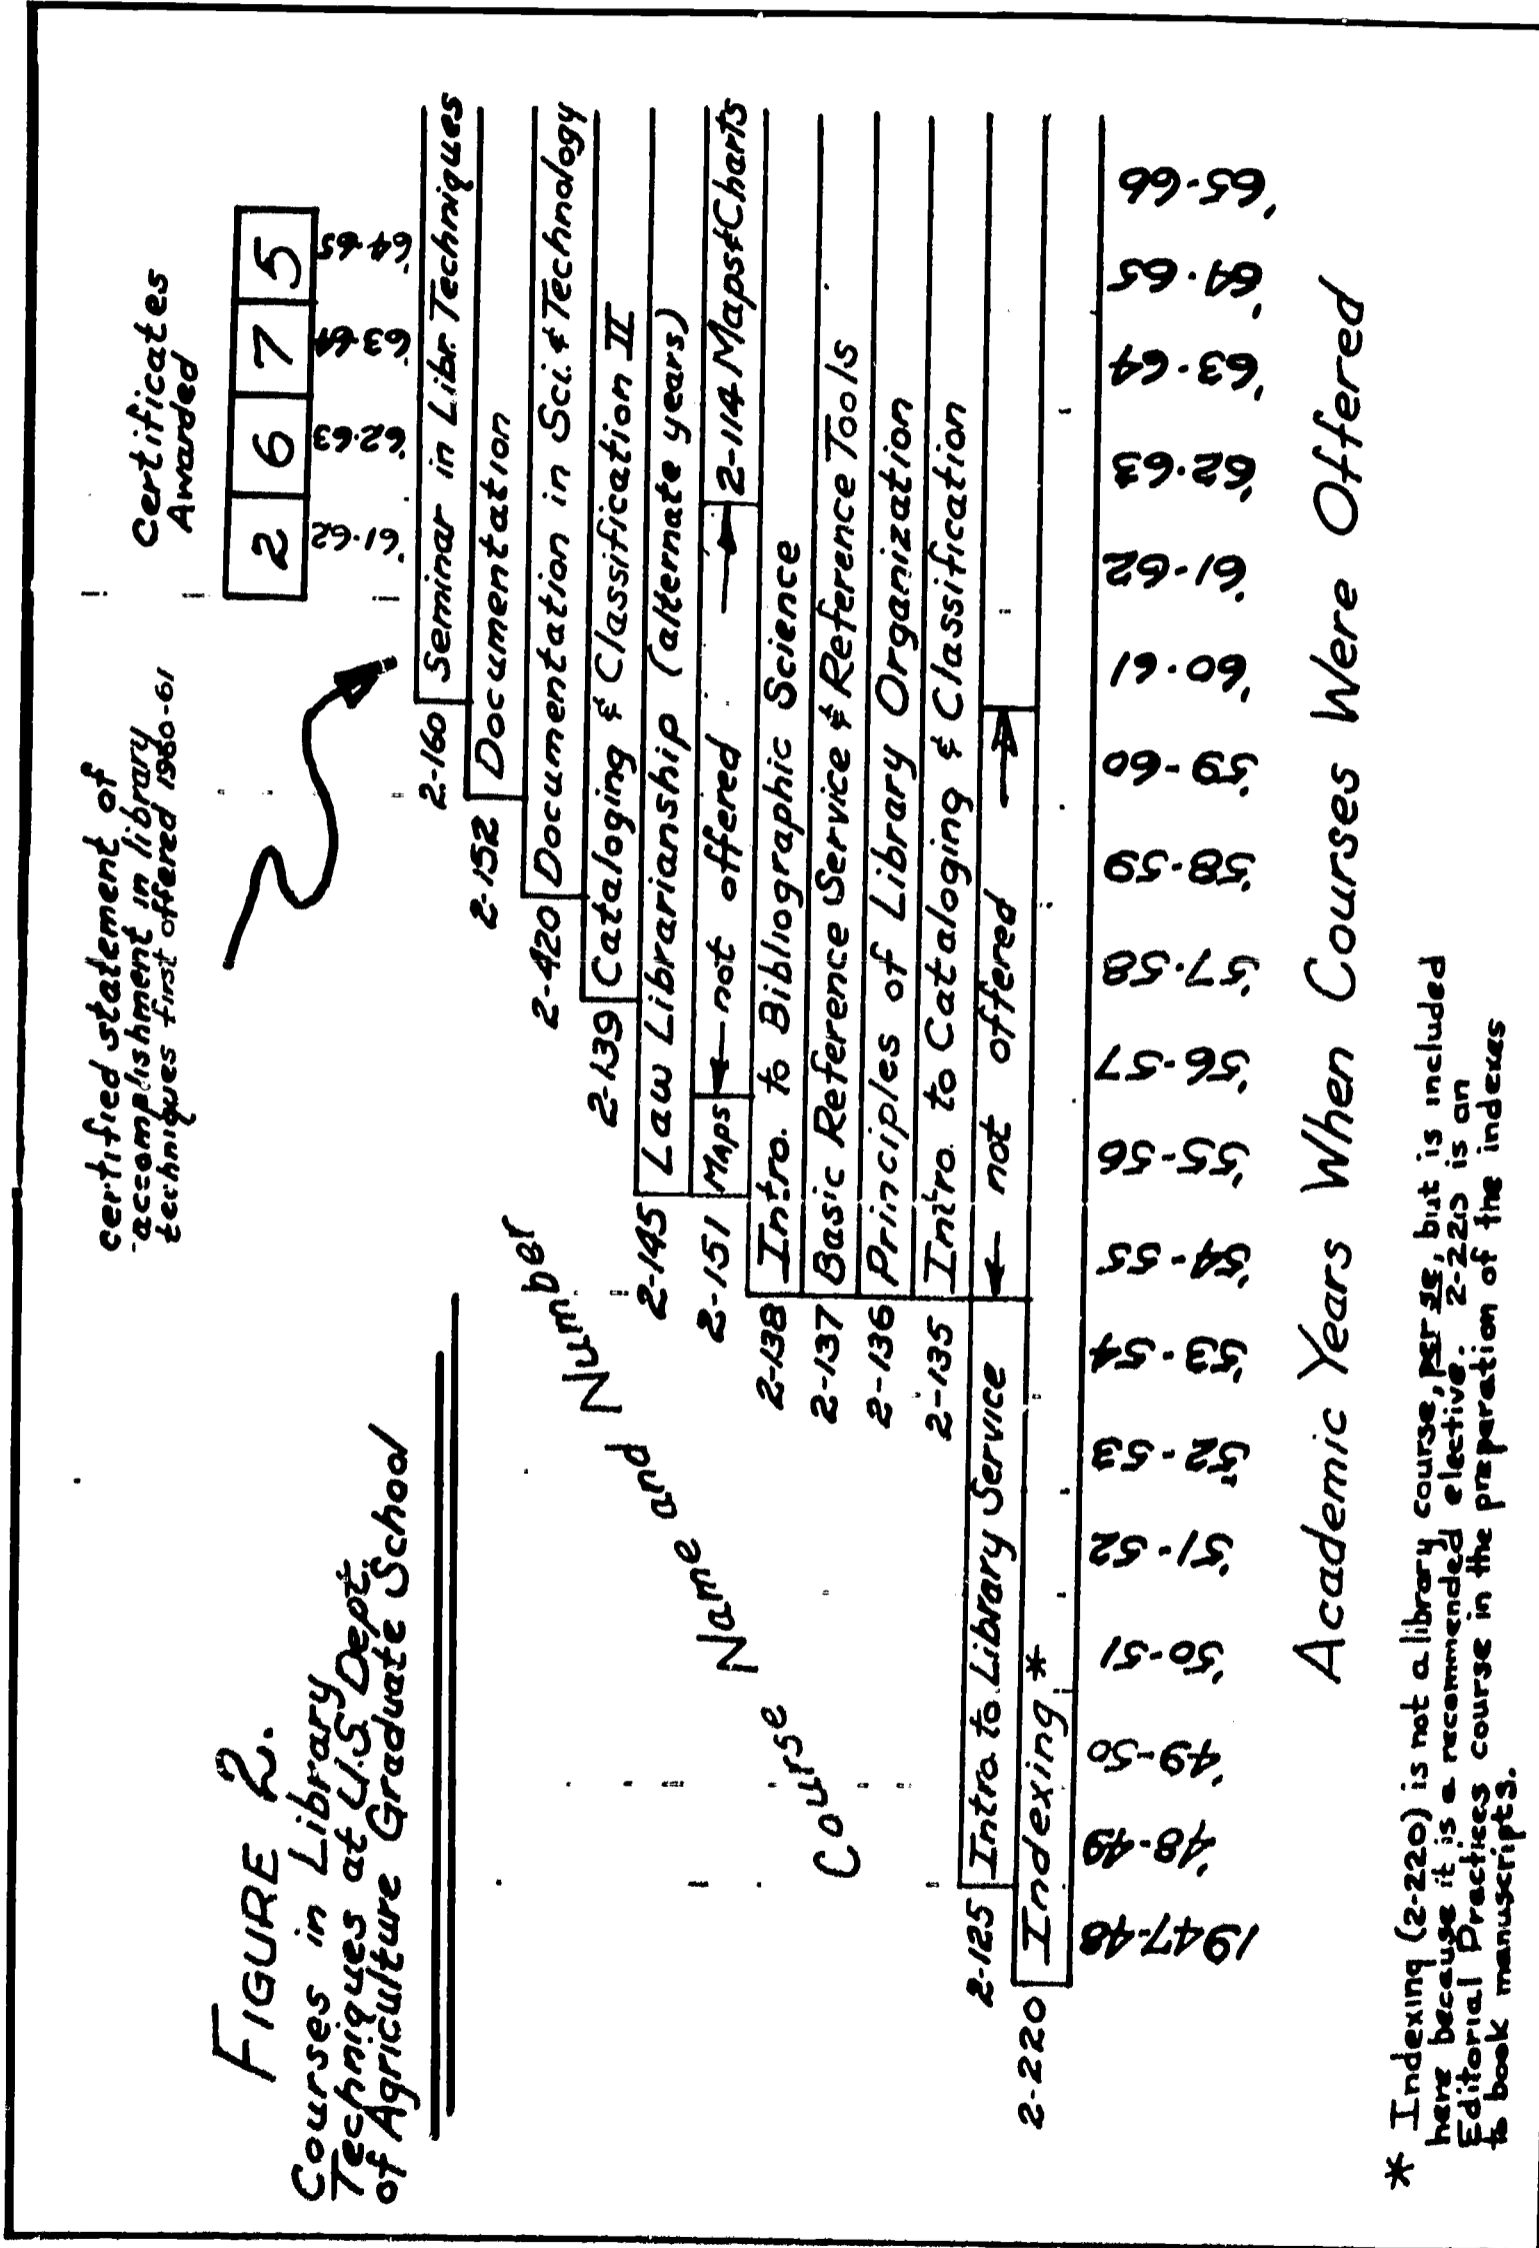 FIGURE 2.
Courses in Library
Techniques at U.S. Dept.
of Agriculture Graduate School
certified statement of
accomplishment in library
techniques first offered 1960-61
Certificates
Awarded
2 6 7 5
'61-62 '62-63 '63-64 '64-65
Course Name and Number
2-160 Seminar in Libr. Techniques
2-152 Documentation
2-420 Documentation in Sci. & Technology
2-139 Cataloging & Classification II
2-145 Law Librarianship (alternate years)
2-151 MAPS ← not offered → 2-114 Maps & Charts
2-138 Intro. to Bibliographic Science
2-137 Basic Reference Service & Reference Tools
2-136 Principles of Library Organization
2-135 Intro. to Cataloging & Classification
2-125 Intro to Library Service ← not offered →
2-220 Indexing *
1947-48 '48-49 '49-50 '50-51 '51-52 '52-53 '53-54 '54-55 '55-56 '56-57 '57-58 '58-59 '59-60 '60-61 '61-62 '62-63 '63-64 '64-65 '65-66
Academic Years When Courses Were Offered
* Indexing (2-220) is not a library course, per se, but is included
here because it is a recommended elective. 2-220 is an
Editorial Practices course in the preparation of the indexes
to book manuscripts.